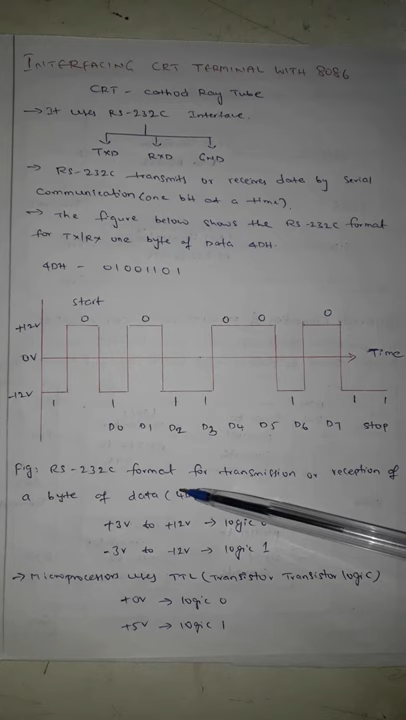 INTERFACING CRT TERMINAL WITH 8086
CRT - Cathod Ray Tube
→ It uses RS-232C Interface.
TXD RXD GND
→ RS-232C transmits or receives data by serial
Communication (one bit at a time).
→ The figure below shows the RS-232C format
for Tx/Rx one byte of Data 4DH.
4DH - 01001101
start
+12V 0 0 0 0 0
0V Time
-12V
1 1 1 1 1 1 1
D0 D1 D2 D3 D4 D5 D6 D7 stop
Fig: RS-232C format for transmission or reception of
a byte of data (
+3V to +12V → logic
-3V to -12V → logic 1
→ Microprocessors uses TTL (Transistor Transistor logic)
+0V → logic 0
+5V → logic 1